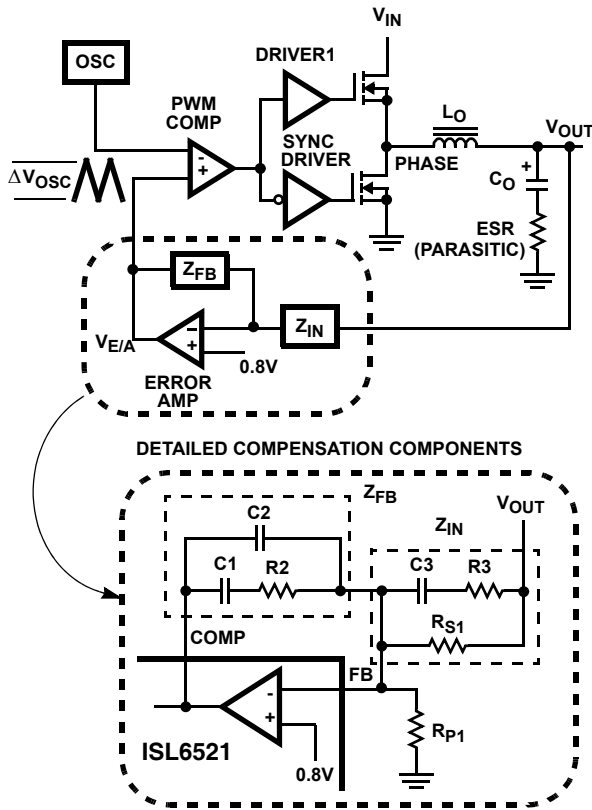 V_IN
OSC
DRIVER1
PWM
COMP
L_O
V_OUT
SYNC
DRIVER
PHASE
-
+
ΔV_OSC
+
C_O
ESR
(PARASITIC)
Z_FB
V_E/A
-
+
Z_IN
0.8V
ERROR
AMP
DETAILED COMPENSATION COMPONENTS
Z_FB
V_OUT
C2
Z_IN
C1
R2
C3
R3
R_S1
COMP
FB
-
+
R_P1
ISL6521
0.8V